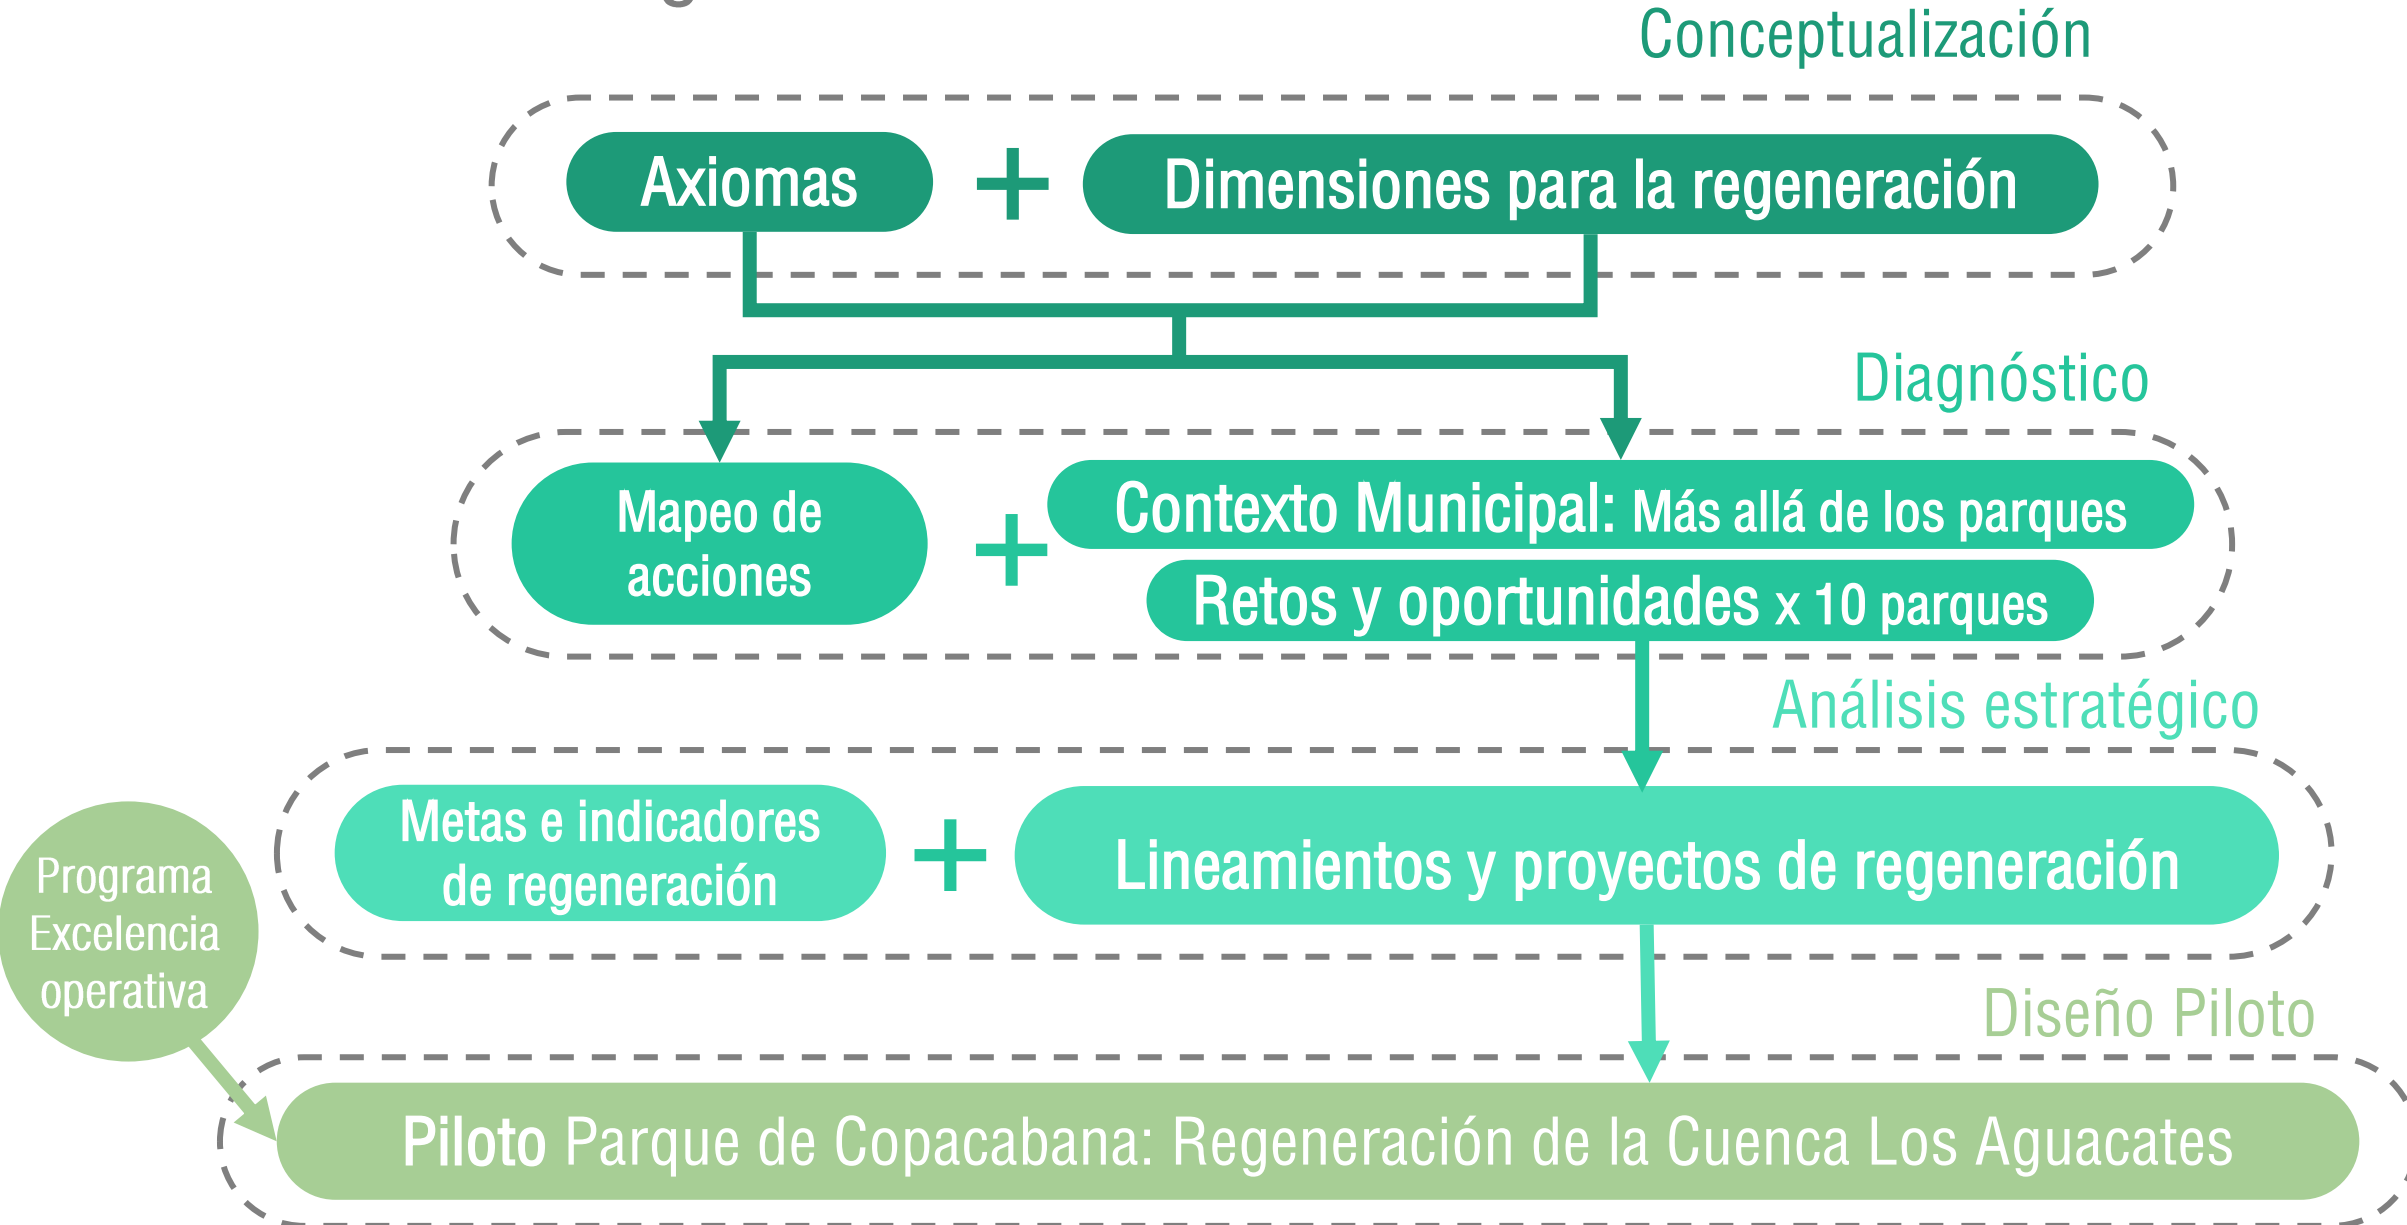 Conceptualización
Axiomas + Dimensiones para la regeneración
Diagnóstico
Mapeo de
acciones
+
Contexto Municipal: Más allá de los parques
Retos y oportunidades x 10 parques
Análisis estratégico
Metas e indicadores
de regeneración
+
Lineamientos y proyectos de regeneración
Programa
Excelencia
operativa
Diseño Piloto
Piloto Parque de Copacabana: Regeneración de la Cuenca Los Aguacates